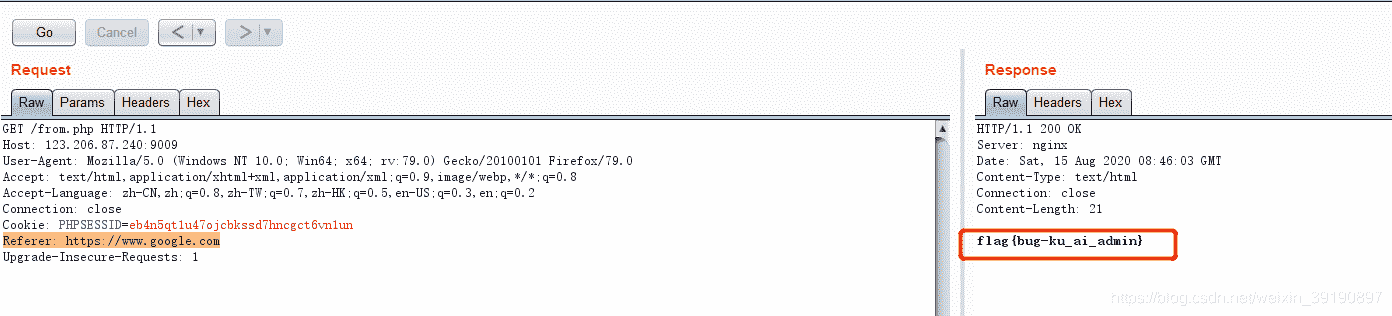 Go Cancel < ▼ > ▼
Request
Raw Params Headers Hex
GET /from.php HTTP/1.1
Host: 123.206.87.240:9009
User-Agent: Mozilla/5.0 (Windows NT 10.0; Win64; x64; rv:79.0) Gecko/20100101 Firefox/79.0
Accept: text/html,application/xhtml+xml,application/xml;q=0.9,image/webp,*/*;q=0.8
Accept-Language: zh-CN,zh;q=0.8,zh-TW;q=0.7,zh-HK;q=0.5,en-US;q=0.3,en;q=0.2
Connection: close
Cookie: PHPSESSID=eb4n5qt1u47ojcbkssd7hncgct6vn1un
Referer: https://www.google.com
Upgrade-Insecure-Requests: 1
Response
Raw Headers Hex
HTTP/1.1 200 OK
Server: nginx
Date: Sat, 15 Aug 2020 08:46:03 GMT
Content-Type: text/html
Connection: close
Content-Length: 21
flag{bug-ku_ai_admin}
https://blog.csdn.net/weixin_39190897